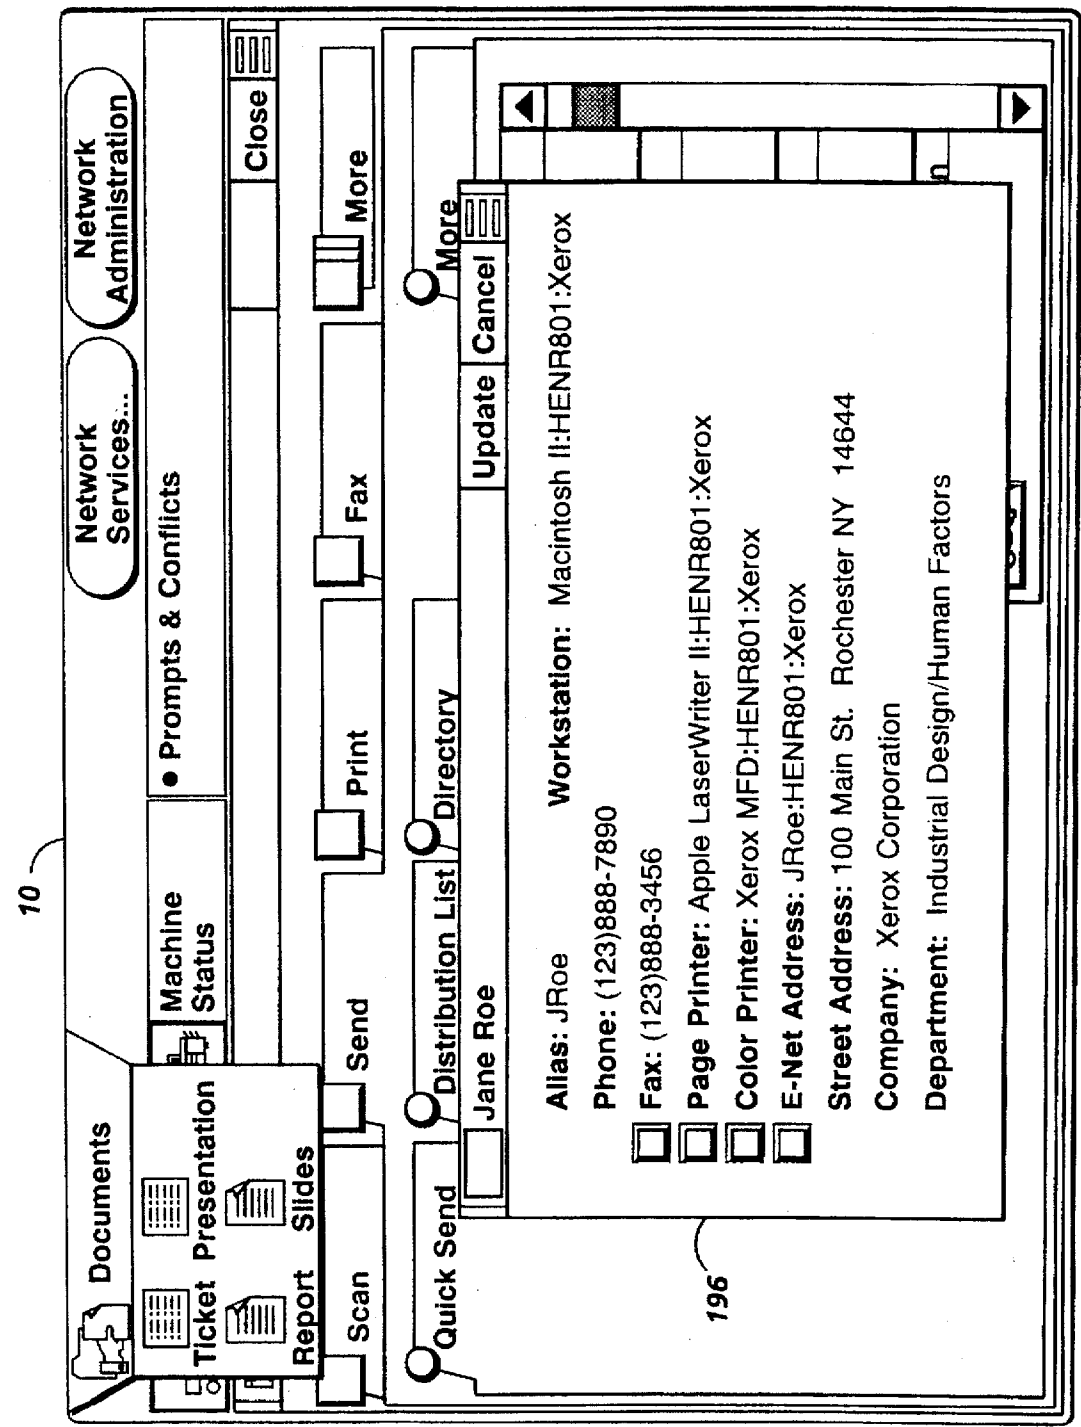 10
Documents
Network
Services...
Network
Administration
Ticket Presentation
Report Slides
Machine
Status
• Prompts & Conflicts
Close
Scan
Send
Print
Fax
More
Quick Send
Distribution List
Directory
More
Jane Roe
Update
Cancel
Alias: JRoe
Workstation: Macintosh II:HENR801:Xerox
Phone: (123)888-7890
Fax: (123)888-3456
Page Printer: Apple LaserWriter II:HENR801:Xerox
Color Printer: Xerox MFD:HENR801:Xerox
E-Net Address: JRoe:HENR801:Xerox
Street Address: 100 Main St. Rochester NY 14644
Company: Xerox Corporation
Department: Industrial Design/Human Factors
196